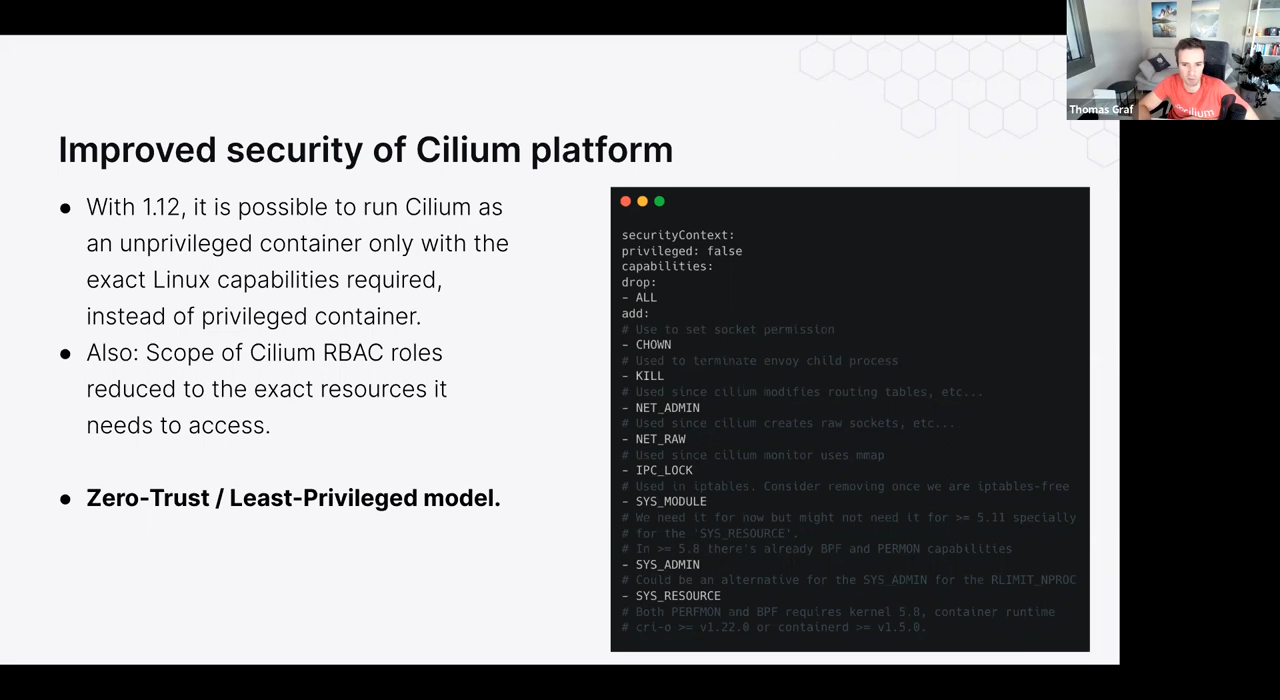 Improved security of Cilium platform
● With 1.12, it is possible to run Cilium as
an unprivileged container only with the
exact Linux capabilities required,
instead of privileged container.
● Also: Scope of Cilium RBAC roles
reduced to the exact resources it
needs to access.
● Zero-Trust / Least-Privileged model.
securityContext:
privileged: false
capabilities:
drop:
- ALL
add:
# Use to set socket permission
- CHOWN
# Used to terminate envoy child process
- KILL
# Used since cilium modifies routing tables, etc...
- NET_ADMIN
# Used since cilium creates raw sockets, etc...
- NET_RAW
# Used since cilium monitor uses mmap
- IPC_LOCK
# Used in iptables. Consider removing once we are iptables-free
- SYS_MODULE
# We need it for now but might not need it for >= 5.11 specially
# for the 'SYS_RESOURCE'.
# In >= 5.8 there's already BPF and PERMON capabilities
- SYS_ADMIN
# Could be an alternative for the SYS_ADMIN for the RLIMIT_NPROC
- SYS_RESOURCE
# Both PERFMON and BPF requires kernel 5.8, container runtime
# cri-o >= v1.22.0 or containerd >= v1.5.0.
Thomas Graf